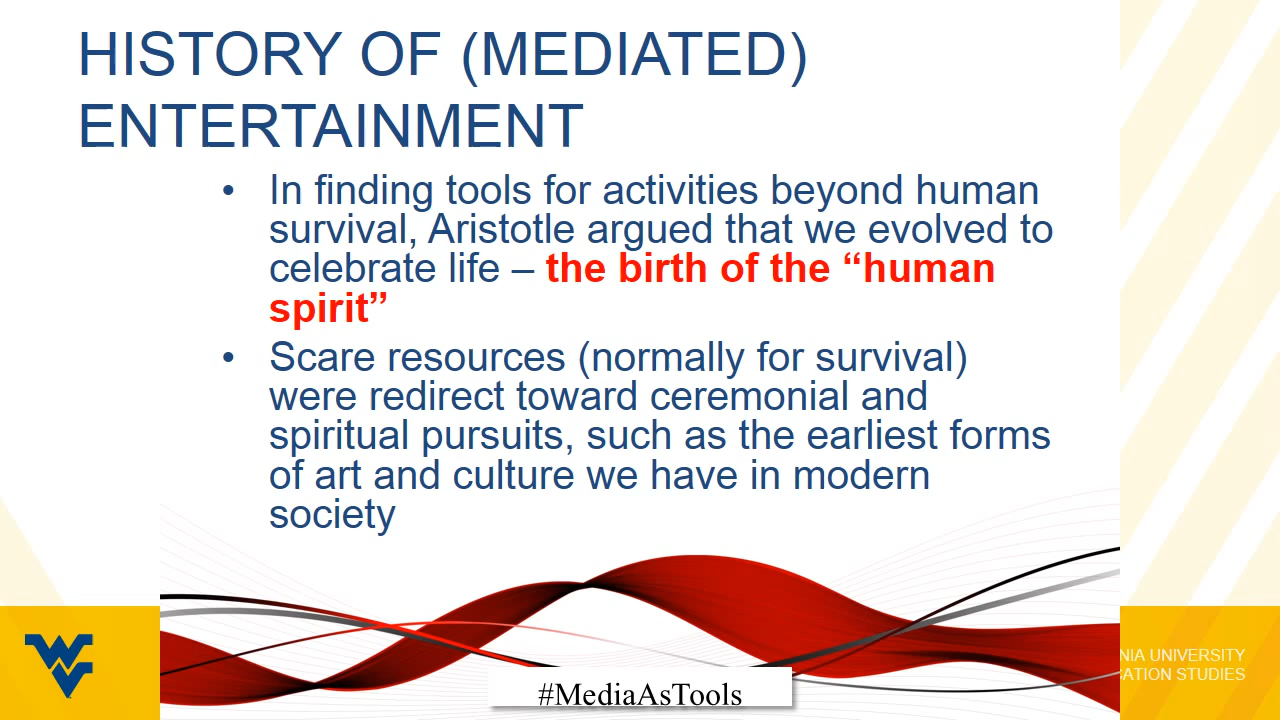 HISTORY OF (MEDIATED)
ENTERTAINMENT
• In finding tools for activities beyond human
survival, Aristotle argued that we evolved to
celebrate life – the birth of the “human
spirit”
• Scare resources (normally for survival)
were redirect toward ceremonial and
spiritual pursuits, such as the earliest forms
of art and culture we have in modern
society
#MediaAsTools
NIA UNIVERSITY
CATION STUDIES